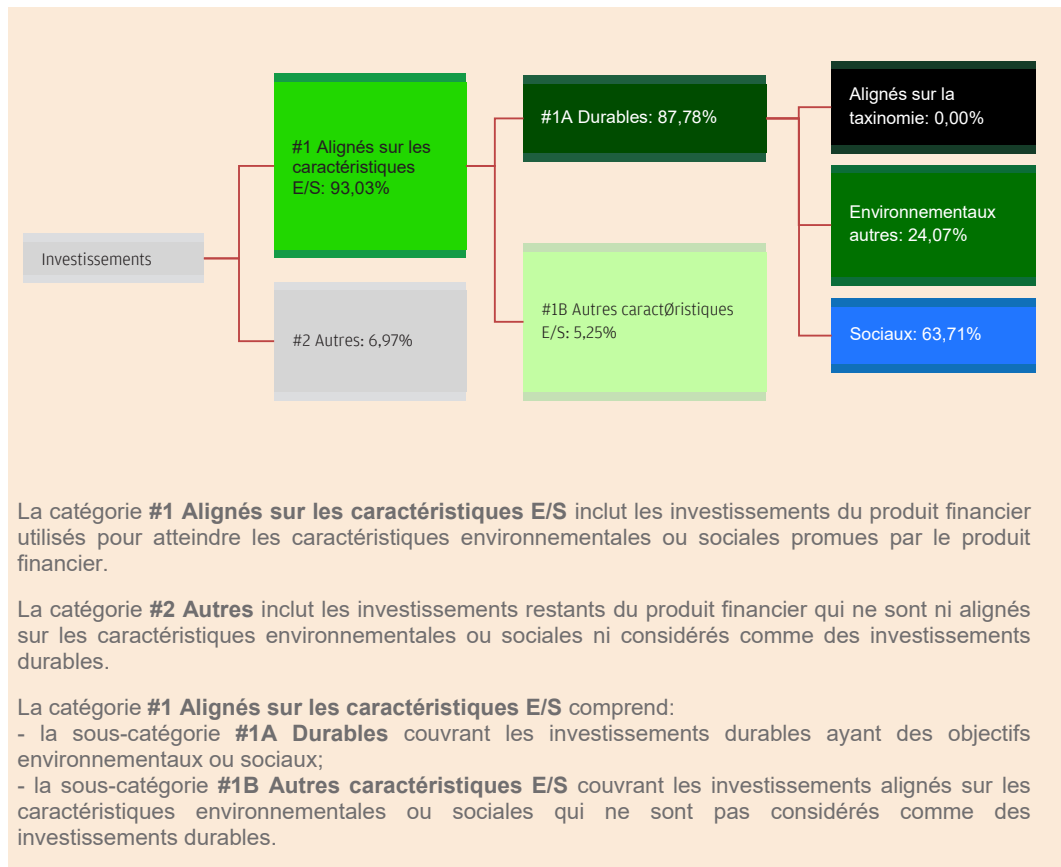 Investissements
#1 Alignés sur les
caractéristiques
E/S: 93,03%
#2 Autres: 6,97%
#1A Durables: 87,78%
#1B Autres caractØristiques
E/S: 5,25%
Alignés sur la
taxinomie: 0,00%
Environnementaux
autres: 24,07%
Sociaux: 63,71%
La catégorie #1 Alignés sur les caractéristiques E/S inclut les investissements du produit financier
utilisés pour atteindre les caractéristiques environnementales ou sociales promues par le produit
financier.
La catégorie #2 Autres inclut les investissements restants du produit financier qui ne sont ni alignés
sur les caractéristiques environnementales ou sociales ni considérés comme des investissements
durables.
La catégorie #1 Alignés sur les caractéristiques E/S comprend:
- la sous-catégorie #1A Durables couvrant les investissements durables ayant des objectifs
environnementaux ou sociaux;
- la sous-catégorie #1B Autres caractéristiques E/S couvrant les investissements alignés sur les
caractéristiques environnementales ou sociales qui ne sont pas considérés comme des
investissements durables.